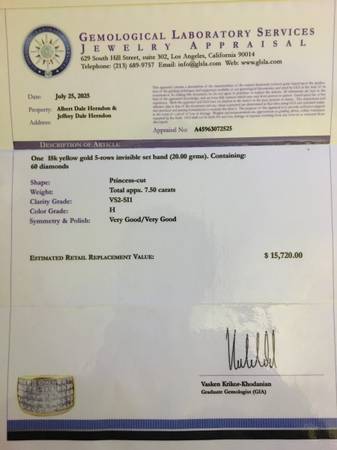 GEMOLOGICAL LABORATORY SERVICES
JEWELRY APPRAISAL
629 South Hill Street, suite 302, Los Angeles, California 90014
Telephone: (213) 689-9757 Email: info@glsla.com www.glsla.com
Date: July 25, 2025
Property: Albert Dale Herndon &
Jeffrey Dale Herndon
Address:
Appraisal No: A45963072525
DESCRIPTION OF ARTICLE:
One 18k yellow gold 5-rows invisible set band (20.00 gems). Containing:
60 diamonds
Shape: Princess-cut
Weight: Total appx. 7.50 carats
Clarity Grade: VS2-SI1
Color Grade: H
Symmetry & Polish: Very Good/Very Good
ESTIMATED RETAIL REPLACEMENT VALUE: $ 15,720.00
Vasken Krikor-Khodanian
Graduate Gemologist (GIA)